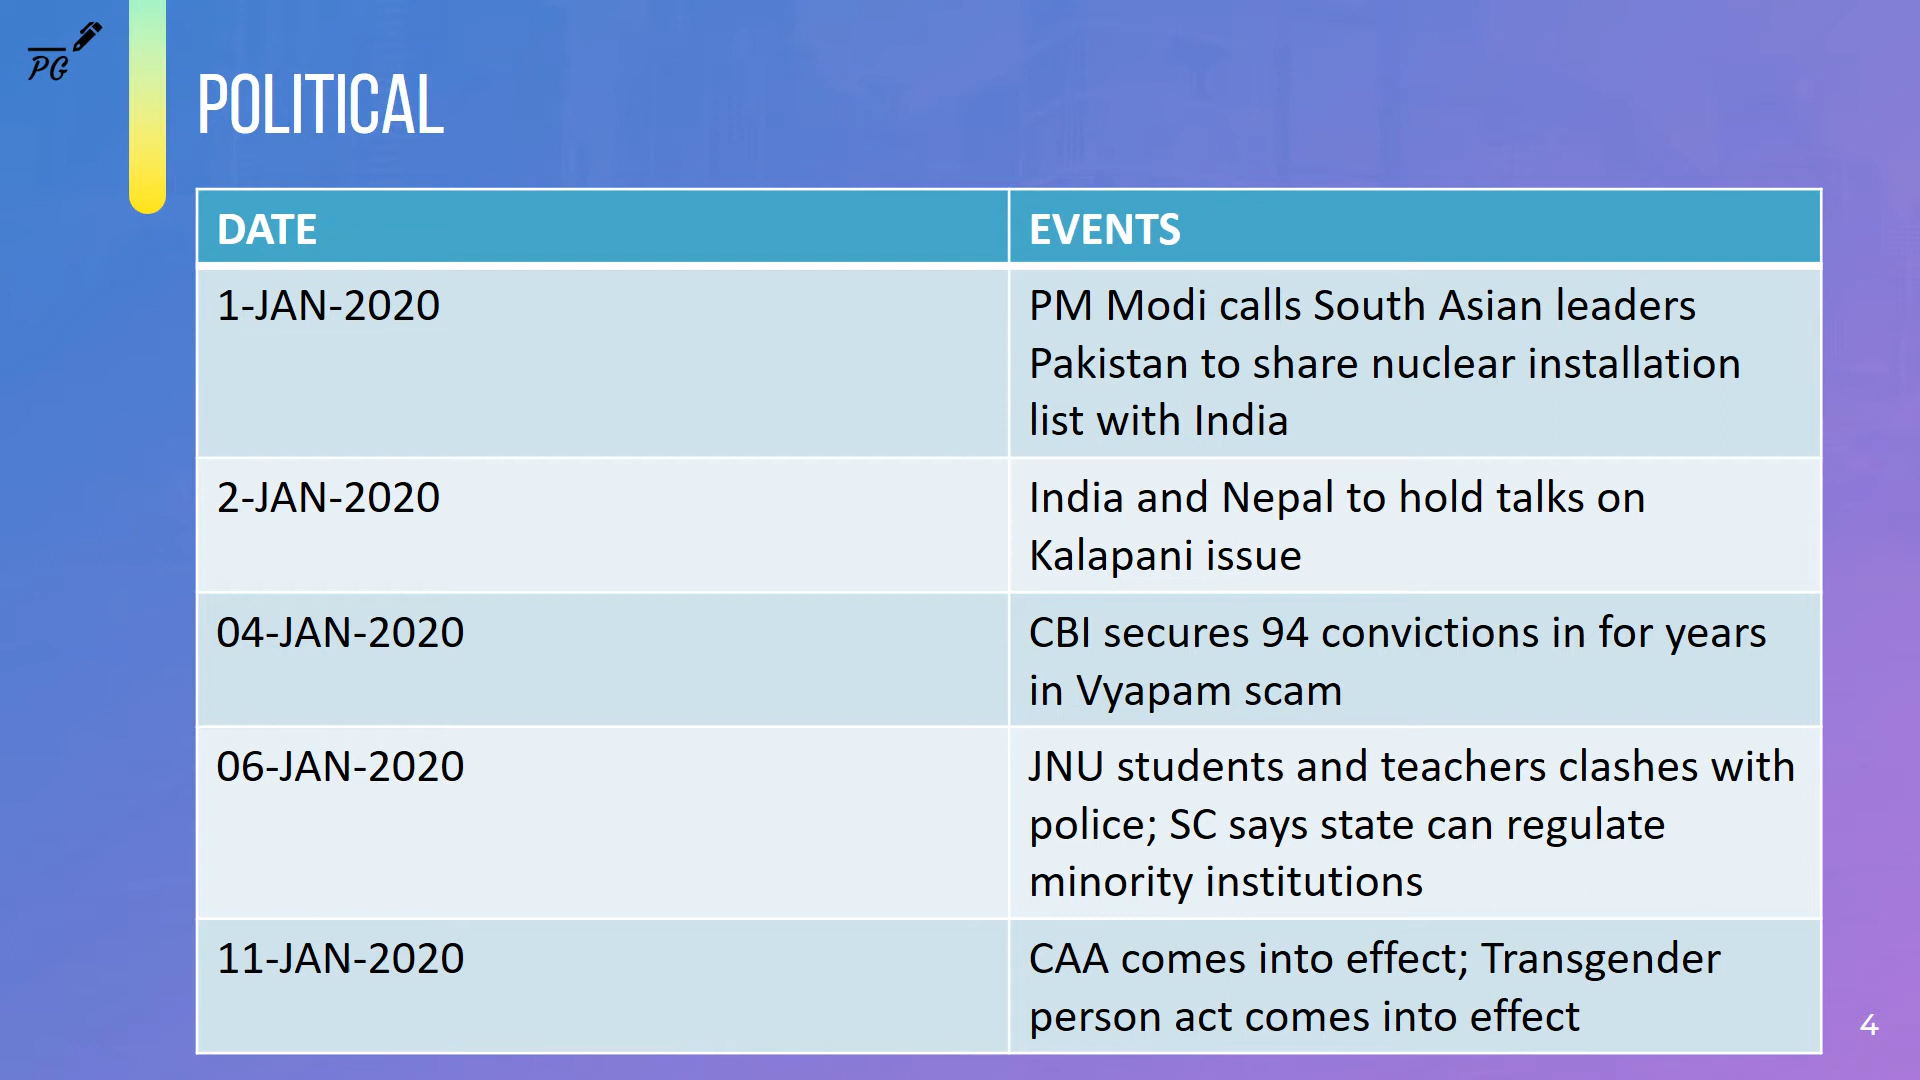 PG
POLITICAL
DATE
EVENTS
1-JAN-2020
PM Modi calls South Asian leaders
Pakistan to share nuclear installation
list with India
2-JAN-2020
India and Nepal to hold talks on
Kalapani issue
04-JAN-2020
CBI secures 94 convictions in for years
in Vyapam scam
06-JAN-2020
JNU students and teachers clashes with
police; SC says state can regulate
minority institutions
11-JAN-2020
CAA comes into effect; Transgender
person act comes into effect
4